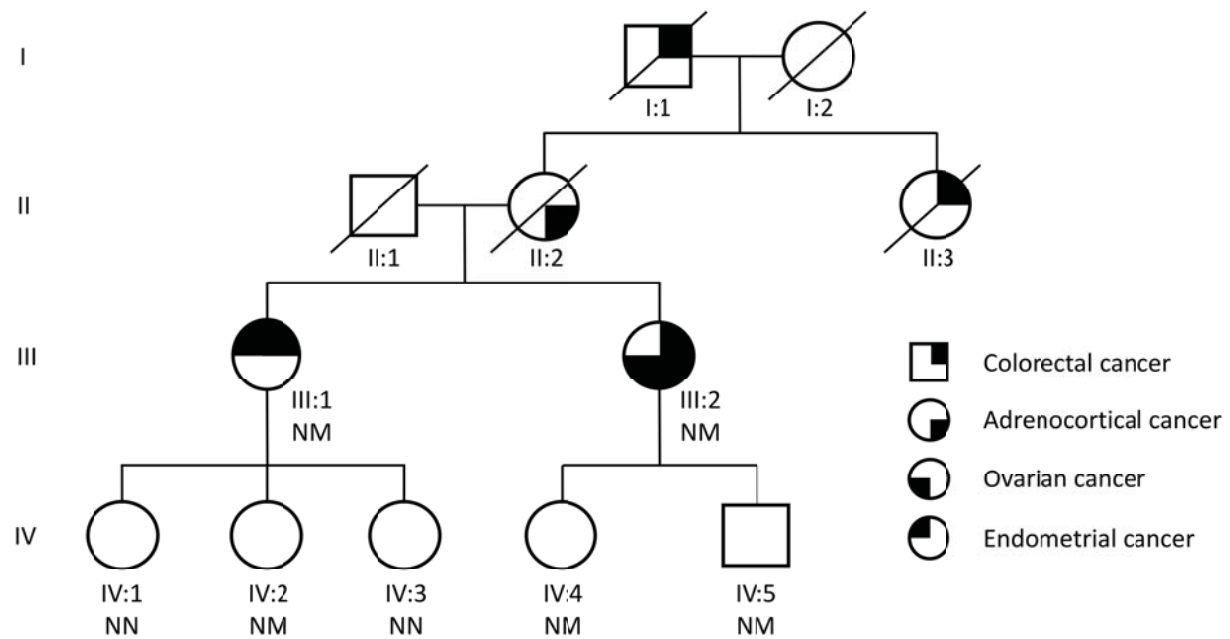 I
I:1
I:2
II
II:1
II:2
II:3
III
III:1
NM
III:2
NM
Colorectal cancer
Adrenocortical cancer
Ovarian cancer
Endometrial cancer
IV
IV:1
NN
IV:2
NM
IV:3
NN
IV:4
NM
IV:5
NM